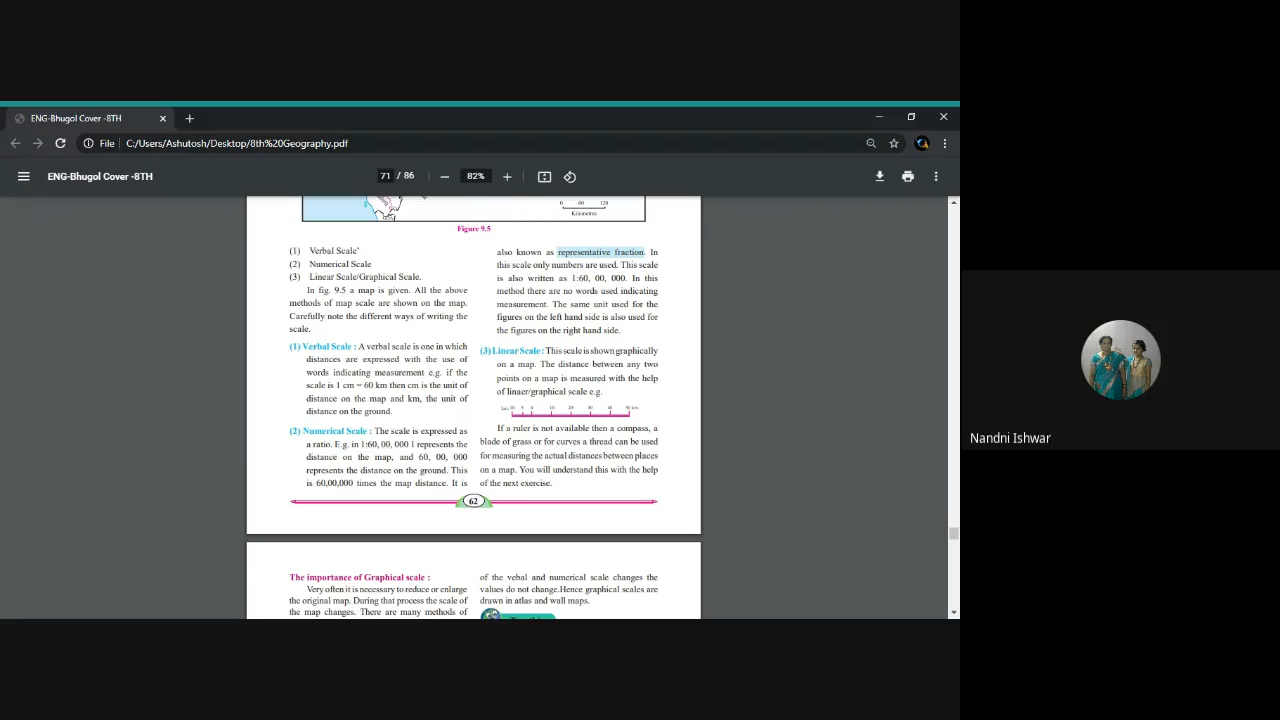 ENG-Bhugol Cover -8TH
File
C:/Users/Ashutosh/Desktop/8th%20Geography.pdf
ENG-Bhugol Cover -8TH
71 / 86
82%
0 60 120
Kilometres
Figure 9.5
(1) Verbal Scale'
(2) Numerical Scale
(3) Linear Scale/Graphical Scale.
In fig. 9.5 a map is given. All the above
methods of map scale are shown on the map.
Carefully note the different ways of writing the
scale.
(1) Verbal Scale : A verbal scale is one in which
distances are expressed with the use of
words indicating measurement e.g. if the
scale is 1 cm = 60 km then cm is the unit of
distance on the map and km, the unit of
distance on the ground.
(2) Numerical Scale : The scale is expressed as
a ratio. E.g. in 1:60, 00, 000 1 represents the
distance on the map, and 60, 00, 000
represents the distance on the ground. This
is 60,00,000 times the map distance. It is
also known as representative fraction. In
this scale only numbers are used. This scale
is also written as 1:60, 00, 000. In this
method there are no words used indicating
measurement. The same unit used for the
figures on the left hand side is also used for
the figures on the right hand side.
(3) Linear Scale : This scale is shown graphically
on a map. The distance between any two
points on a map is measured with the help
of linaer/graphical scale e.g.
If a ruler is not available then a compass, a
blade of grass or for curves a thread can be used
for measuring the actual distances between places
on a map. You will understand this with the help
of the next exercise.
62
The importance of Graphical scale :
Very often it is necessary to reduce or enlarge
the original map. During that process the scale of
the map changes. There are many methods of
of the vebal and numerical scale changes the
values do not change.Hence graphical scales are
drawn in atlas and wall maps.
Nandni Ishwar